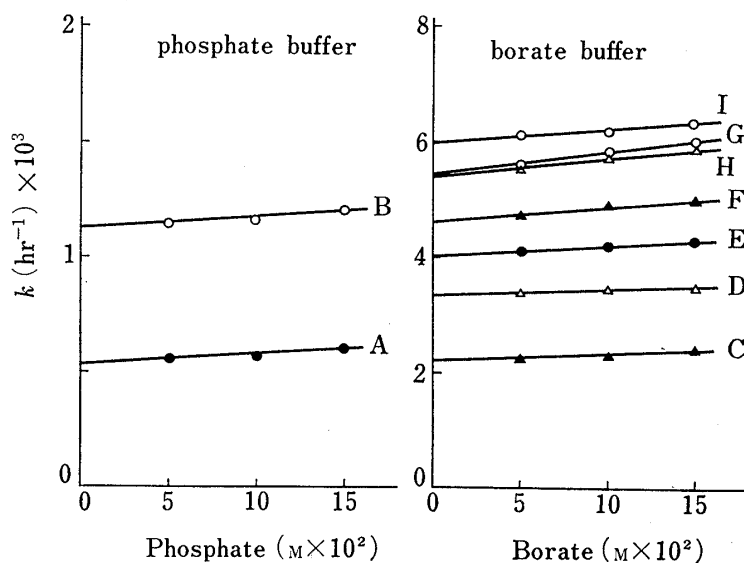 phosphate buffer
2
1
0
k (hr⁻¹) ×10³
B
A
0 5 10 15
Phosphate (M×10²)
borate buffer
8
6
4
2
0
I
G
H
F
E
D
C
0 5 10 15
Borate (M×10²)